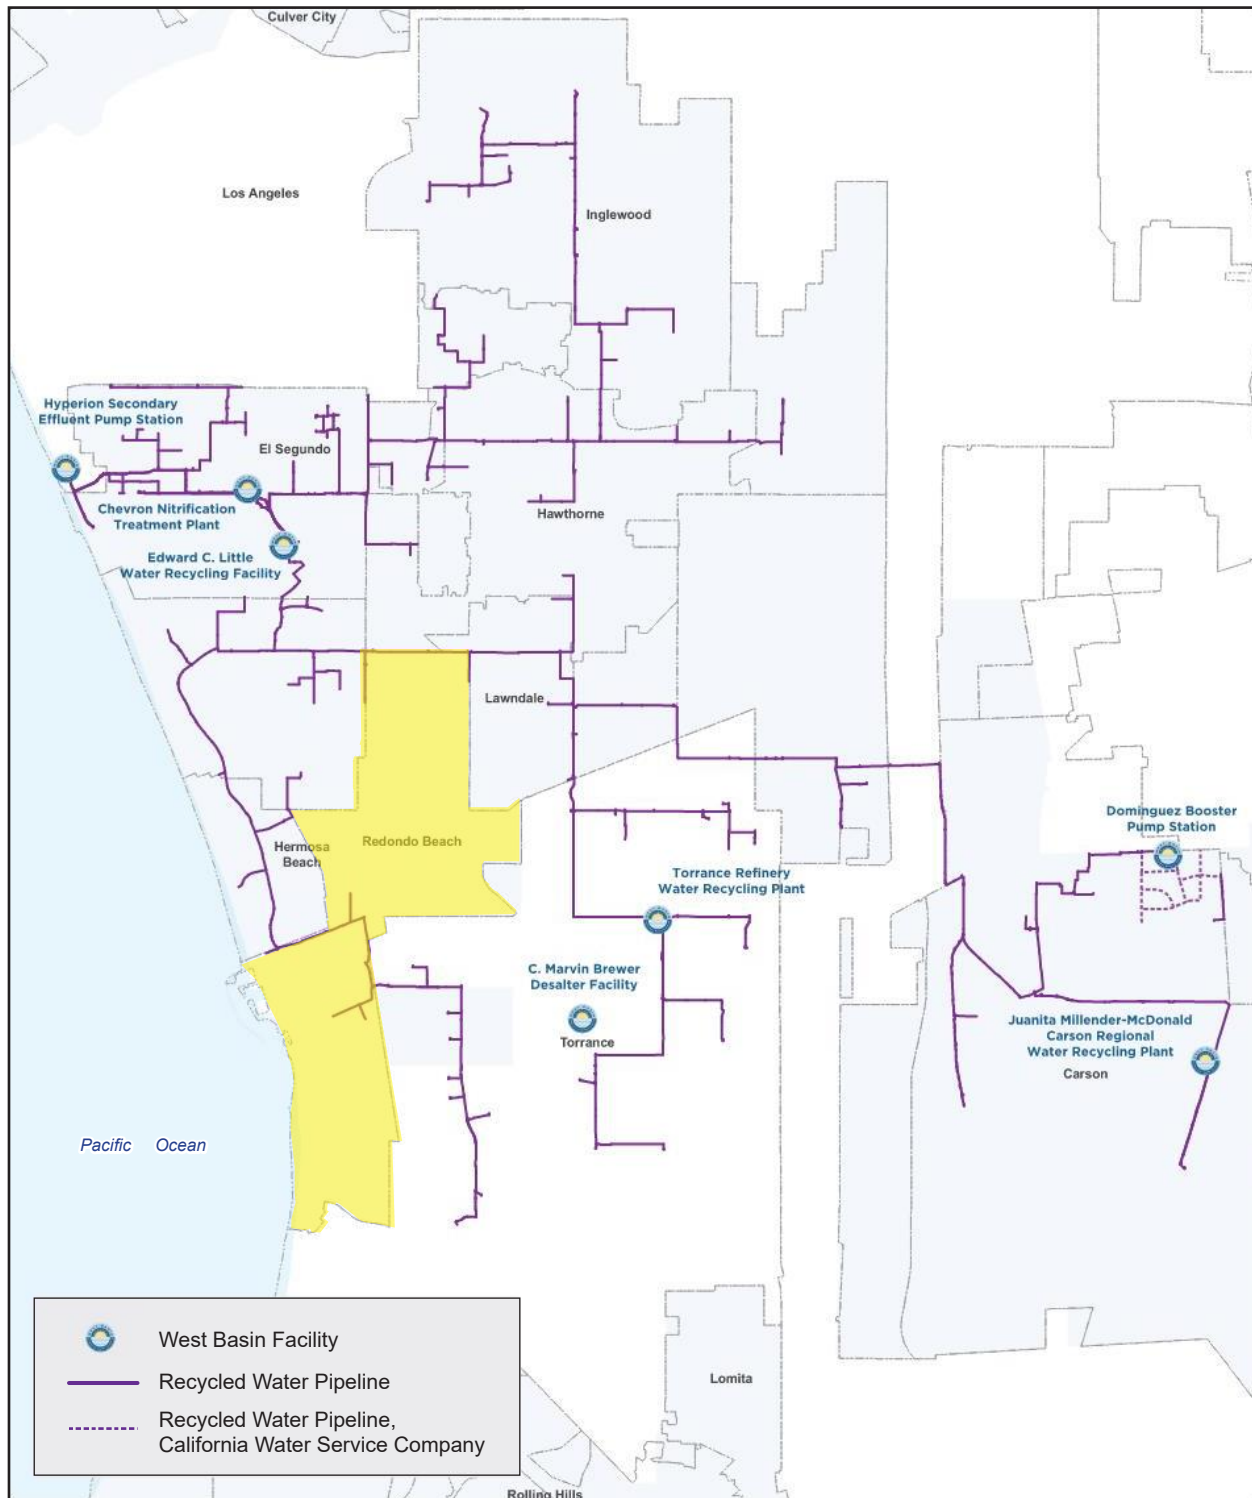 Culver City
Los Angeles
Inglewood
Hyperion Secondary
Effluent Pump Station
El Segundo
Chevron Nitrification
Treatment Plant
Hawthorne
Edward C. Little
Water Recycling Facility
Lawndale
Redondo Beach
Hermosa
Beach
Dominguez Booster
Pump Station
Torrance Refinery
Water Recycling Plant
C. Marvin Brewer
Desalter Facility
Torrance
Juanita Millender-McDonald
Carson Regional
Water Recycling Plant
Carson
Pacific Ocean
West Basin Facility
Recycled Water Pipeline
Recycled Water Pipeline,
California Water Service Company
Lomita
Rolling Hills